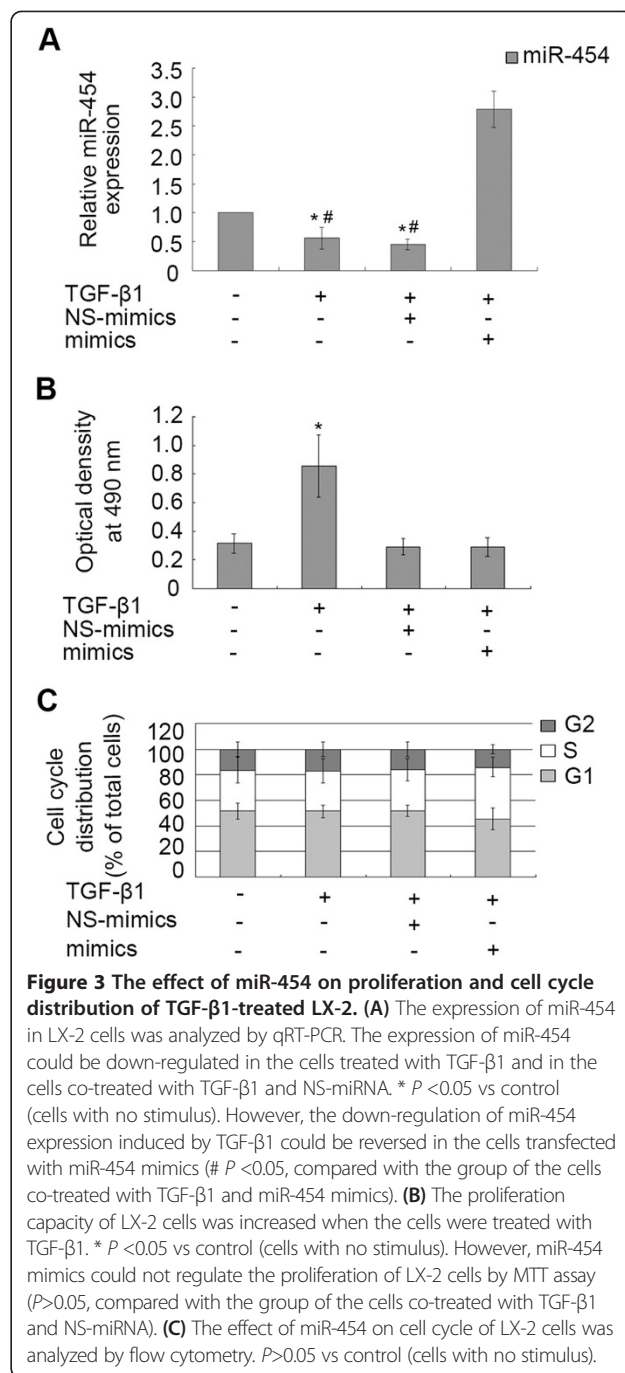 A
miR-454
Relative miR-454
expression
3.5
3.0
2.5
2.0
1.5
1.0
0.5
0
*#
*#
TGF-β1 - + + +
NS-mimics - - + -
mimics - - - +
B
Optical denssity
at 490 nm
1.2
1.0
0.8
0.6
0.4
0.2
0
*
TGF-β1 - + + +
NS-mimics - - + -
mimics - - - +
C
Cell cycle
distribution
(% of total cells)
120
100
80
60
40
20
0
G2
S
G1
TGF-β1 - + + +
NS-mimics - - + -
mimics - - - +
Figure 3 The effect of miR-454 on proliferation and cell cycle
distribution of TGF-β1-treated LX-2. (A) The expression of miR-454
in LX-2 cells was analyzed by qRT-PCR. The expression of miR-454
could be down-regulated in the cells treated with TGF-β1 and in the
cells co-treated with TGF-β1 and NS-miRNA. * P <0.05 vs control
(cells with no stimulus). However, the down-regulation of miR-454
expression induced by TGF-β1 could be reversed in the cells transfected
with miR-454 mimics (# P <0.05, compared with the group of the cells
co-treated with TGF-β1 and miR-454 mimics). (B) The proliferation
capacity of LX-2 cells was increased when the cells were treated with
TGF-β1. * P <0.05 vs control (cells with no stimulus). However, miR-454
mimics could not regulate the proliferation of LX-2 cells by MTT assay
(P>0.05, compared with the group of the cells co-treated with TGF-β1
and NS-miRNA). (C) The effect of miR-454 on cell cycle of LX-2 cells was
analyzed by flow cytometry. P>0.05 vs control (cells with no stimulus).